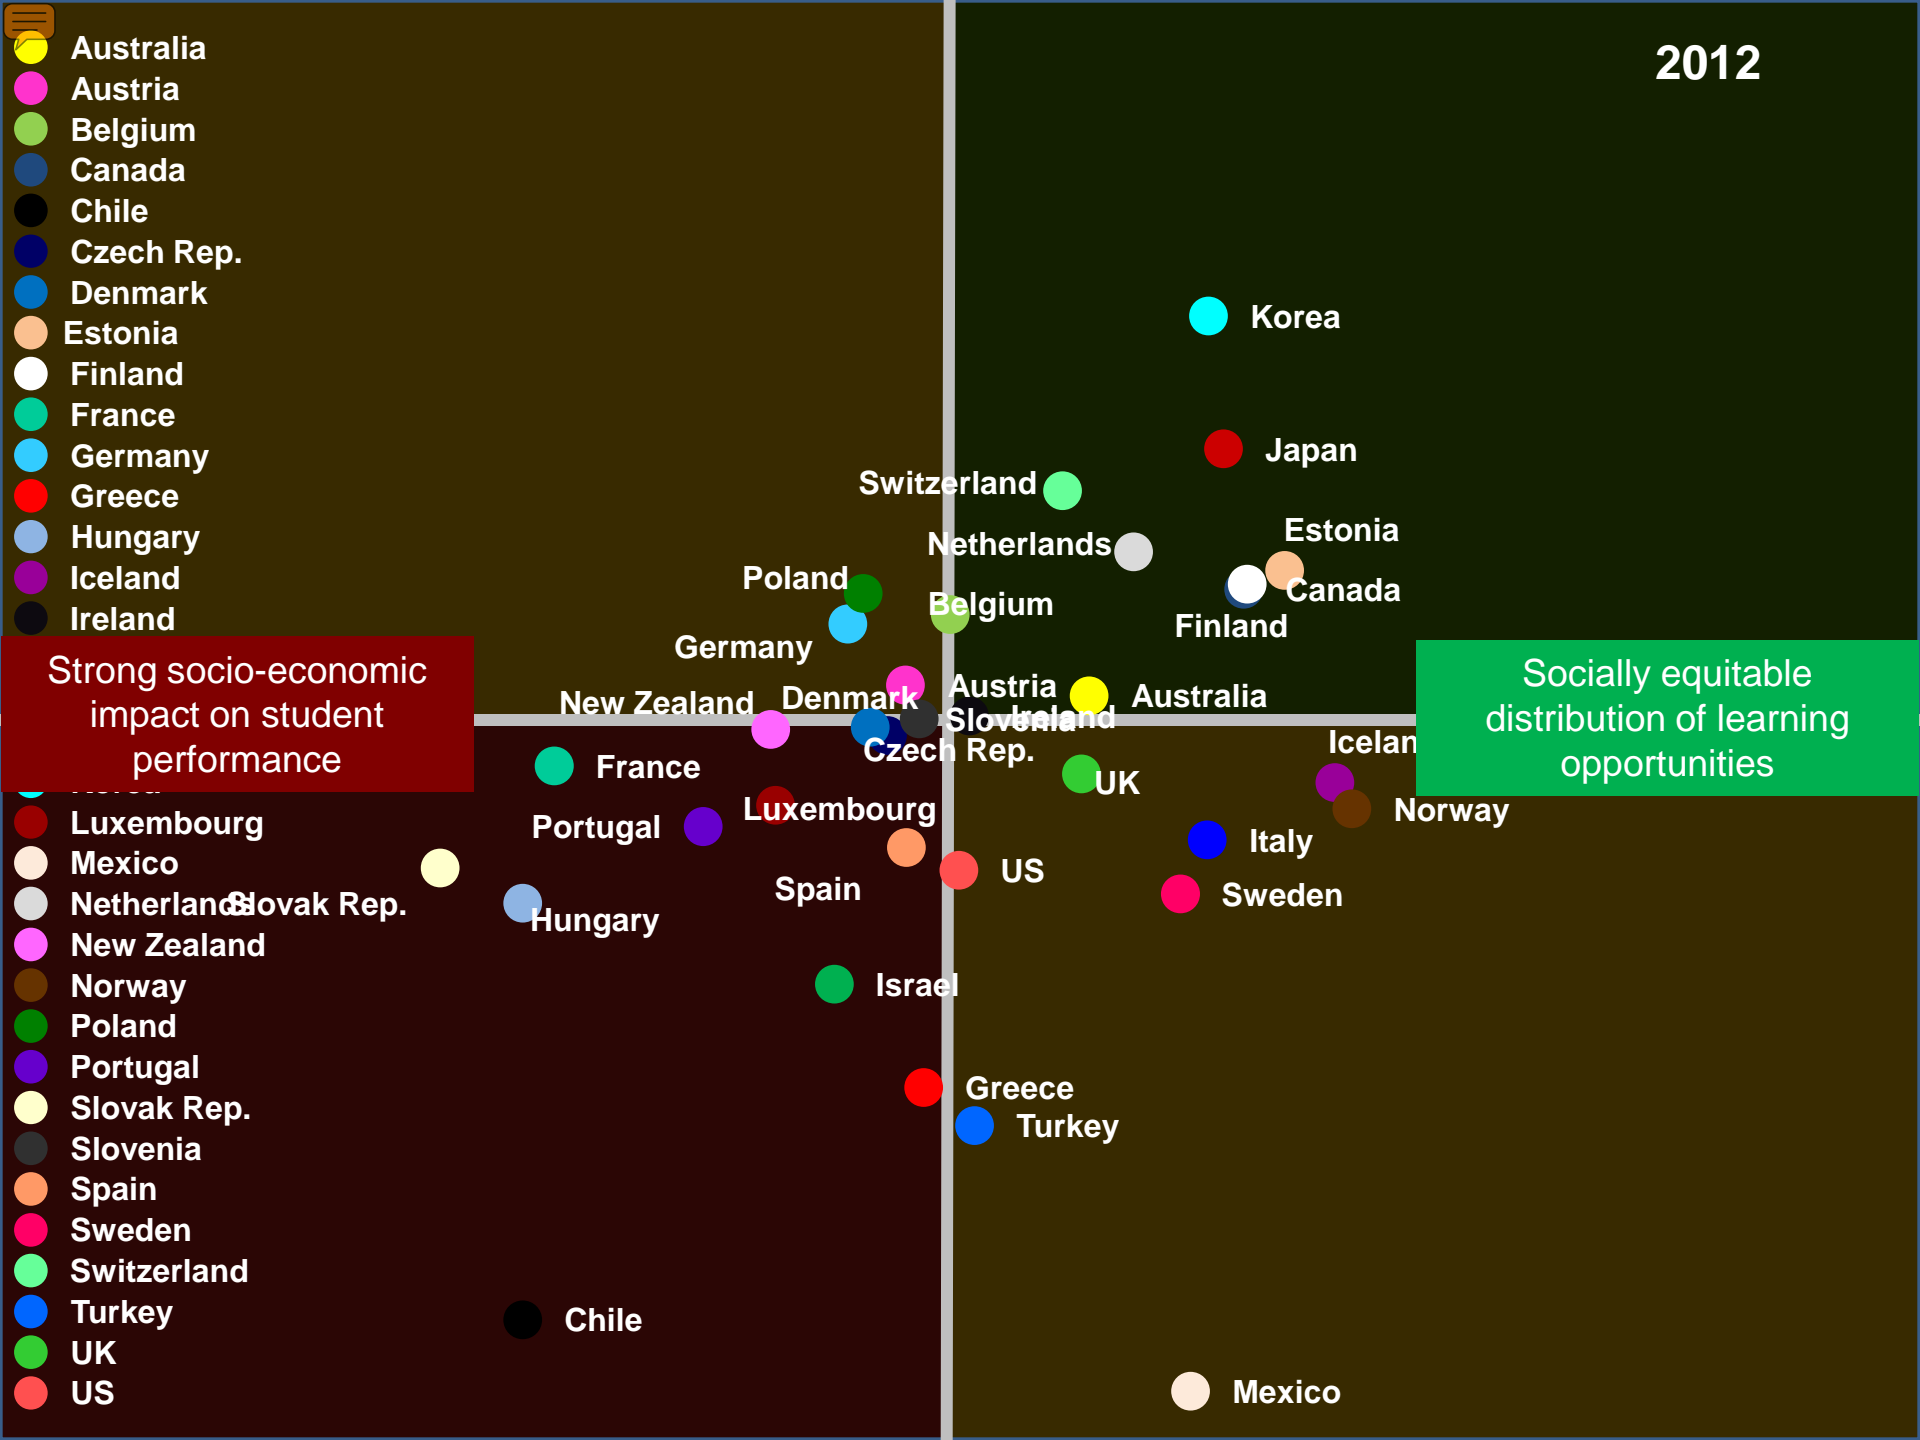 2012
Australia
Austria
Belgium
Canada
Chile
Czech Rep.
Denmark
Estonia
Finland
France
Germany
Greece
Hungary
Iceland
Ireland
Strong socio-economic
impact on student
performance
Luxembourg
Mexico
Netherlands
New Zealand
Norway
Poland
Portugal
Slovak Rep.
Slovenia
Spain
Sweden
Switzerland
Turkey
UK
US
Korea
Japan
Switzerland
Estonia
Netherlands
Poland
Canada
Belgium
Finland
Germany
Austria
Australia
Denmark
New Zealand
Ireland
Slovenia
Czech Rep.
France
UK
Luxembourg
Portugal
Norway
Italy
US
Spain
Sweden
Slovak Rep.
Hungary
Israel
Greece
Turkey
Chile
Mexico
Socially equitable
distribution of learning
opportunities